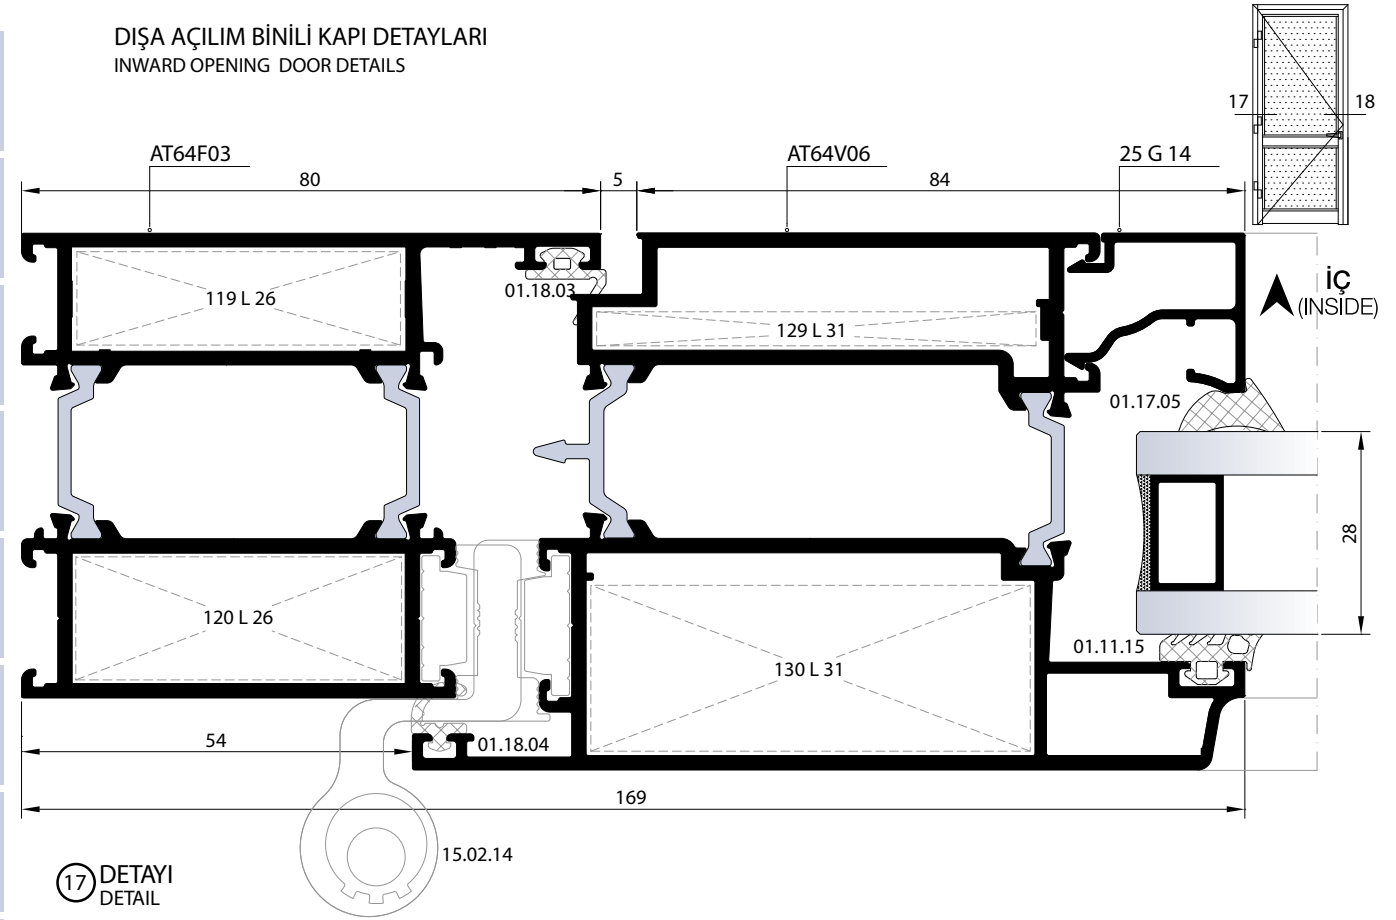 DIŞA AÇILIM BİNİLİ KAPI DETAYLARI
INWARD OPENING DOOR DETAILS
17
18
AT64F03
AT64V06
25 G 14
80
5
84
İÇ
(INSIDE)
119 L 26
01.18.03
129 L 31
01.17.05
28
120 L 26
130 L 31
01.11.15
54
01.18.04
169
15.02.14
17 DETAYI
DETAIL